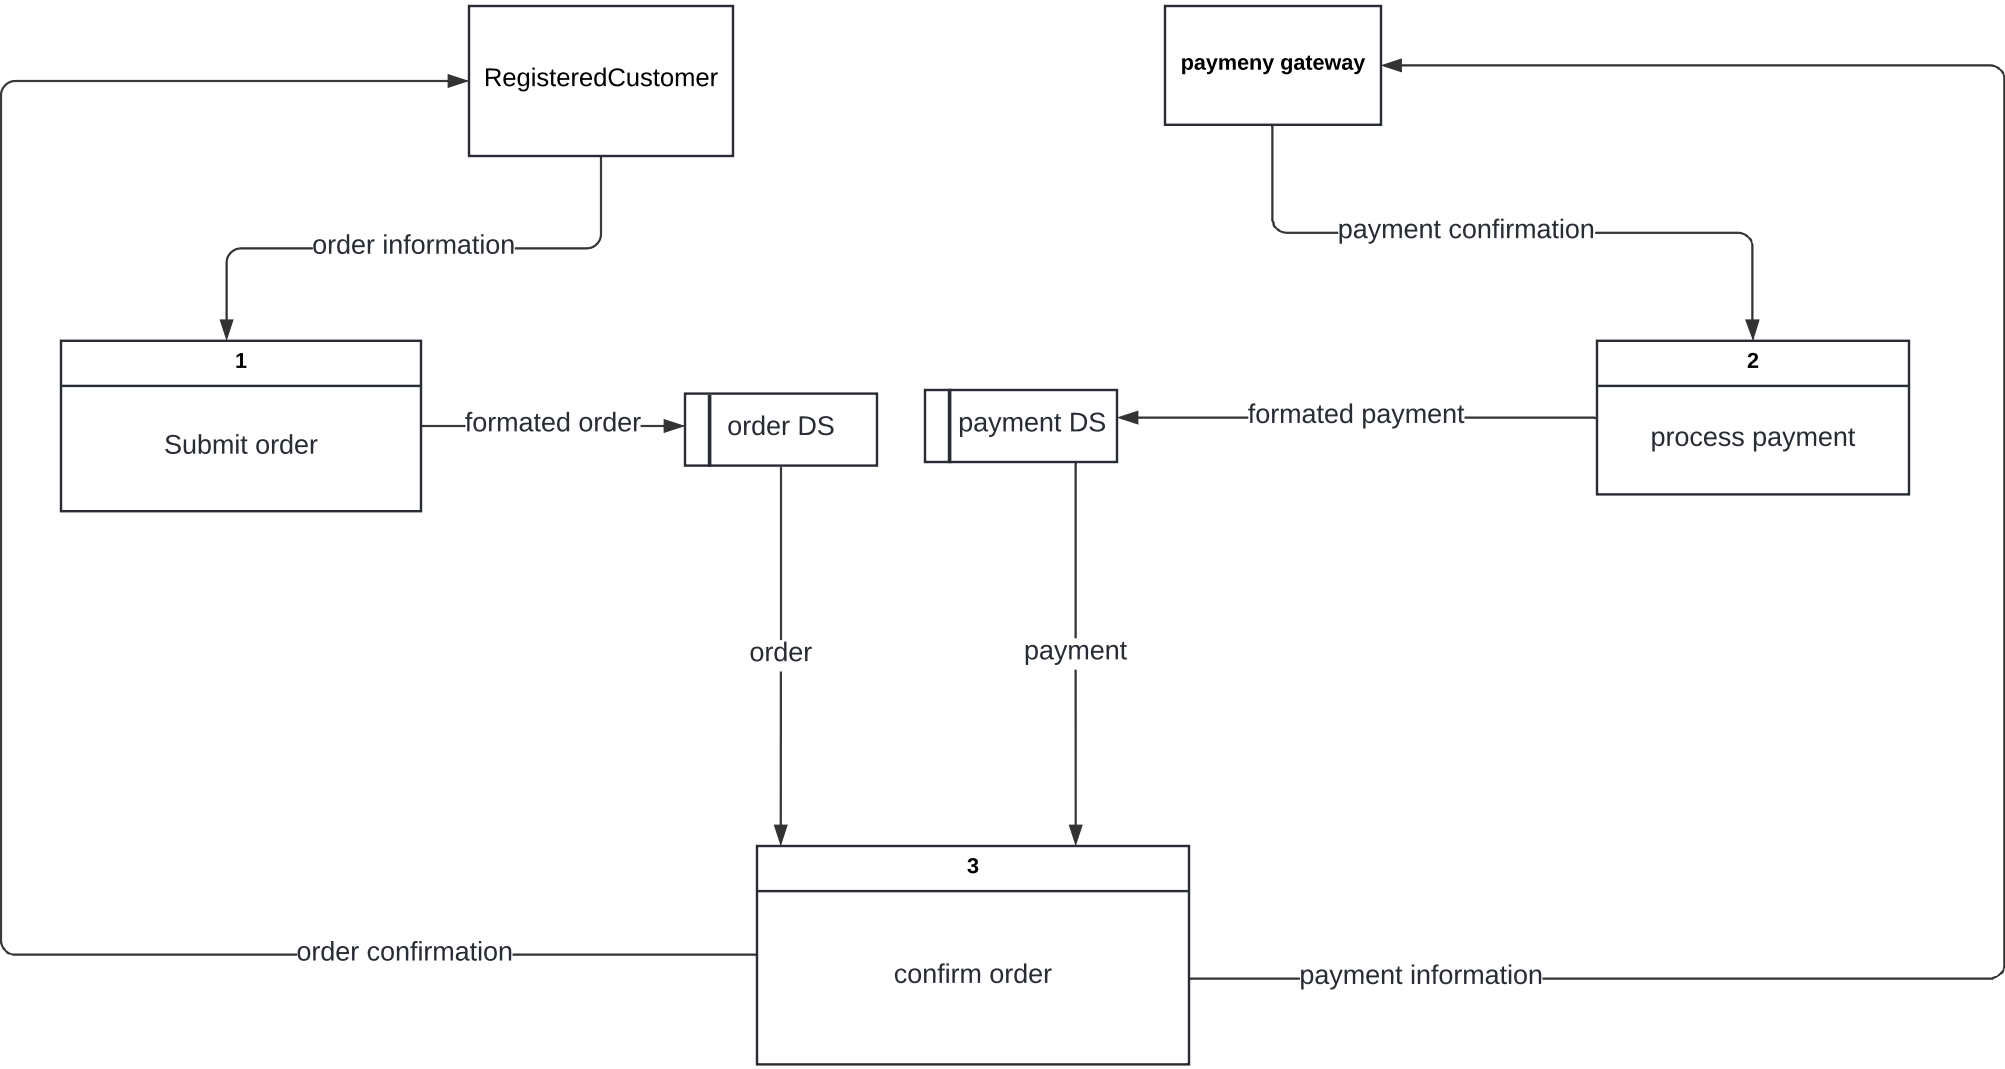 RegisteredCustomer
paymeny gateway
order information
payment confirmation
1
2
Submit order
formated order
order DS
payment DS
formated payment
process payment
order
payment
3
order confirmation
confirm order
payment information